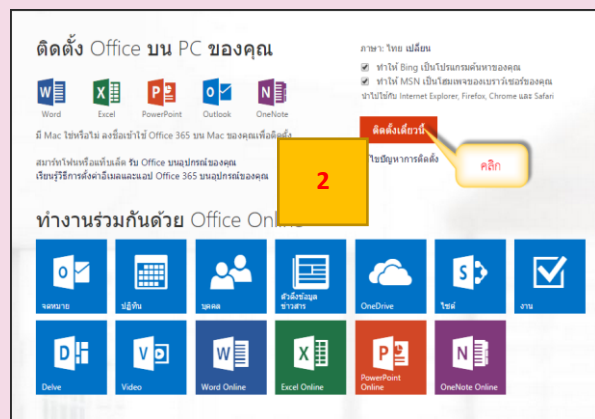 ติดตั้ง Office บน PC ของคุณ
Word Excel PowerPoint Outlook OneNote
มี Mac ใช่หรือไม่ ลงชื่อเข้าใช้ Office 365 บน Mac ของคุณเพื่อติดตั้ง
สมาร์ทโฟนหรือแท็บเล็ต รับ Office บนอุปกรณ์ของคุณ
เรียนรู้วิธีการตั้งค่าอีเมลและแอป Office 365 บนอุปกรณ์ของคุณ
ภาษา: ไทย เปลี่ยน
ทำให้ Bing เป็นโปรแกรมค้นหาของคุณ
ทำให้ MSN เป็นโฮมเพจของเบราว์เซอร์ของคุณ
นำไปใช้กับ Internet Explorer, Firefox, Chrome และ Safari
ติดตั้งเดี๋ยวนี้
ไขปัญหาการติดตั้ง
คลิก
2
ทำงานร่วมกันด้วย Office Onl
จดหมาย ปฏิทิน บุคคล ตัวดึงข้อมูลข่าวสาร OneDrive ไซต์ งาน
Delve Video Word Online Excel Online PowerPoint Online OneNote Online